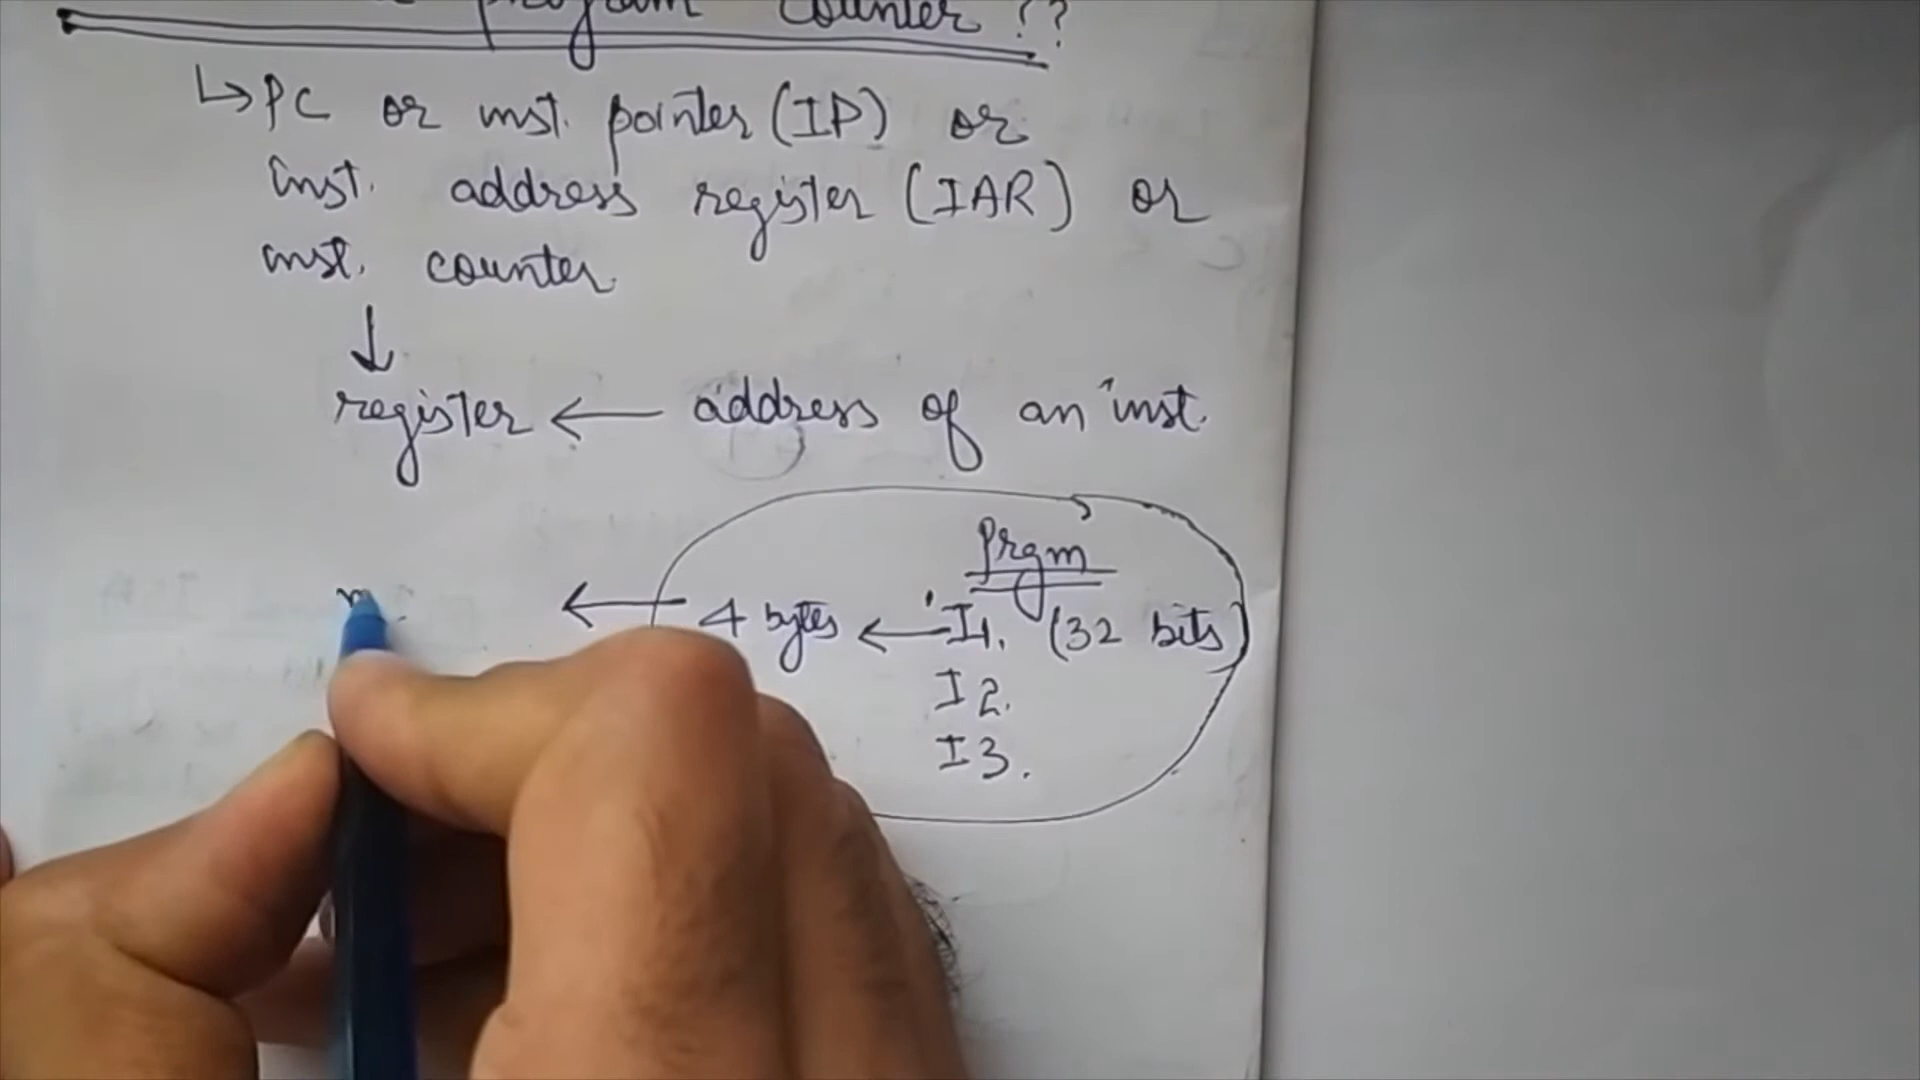 program counter ??
↳ PC or inst. pointer (IP) or
inst. address register (IAR) or
inst. counter.
↓
register ← address of an inst.
Prgm
← 4 bytes ← I1. (32 bits)
I2.
I3.